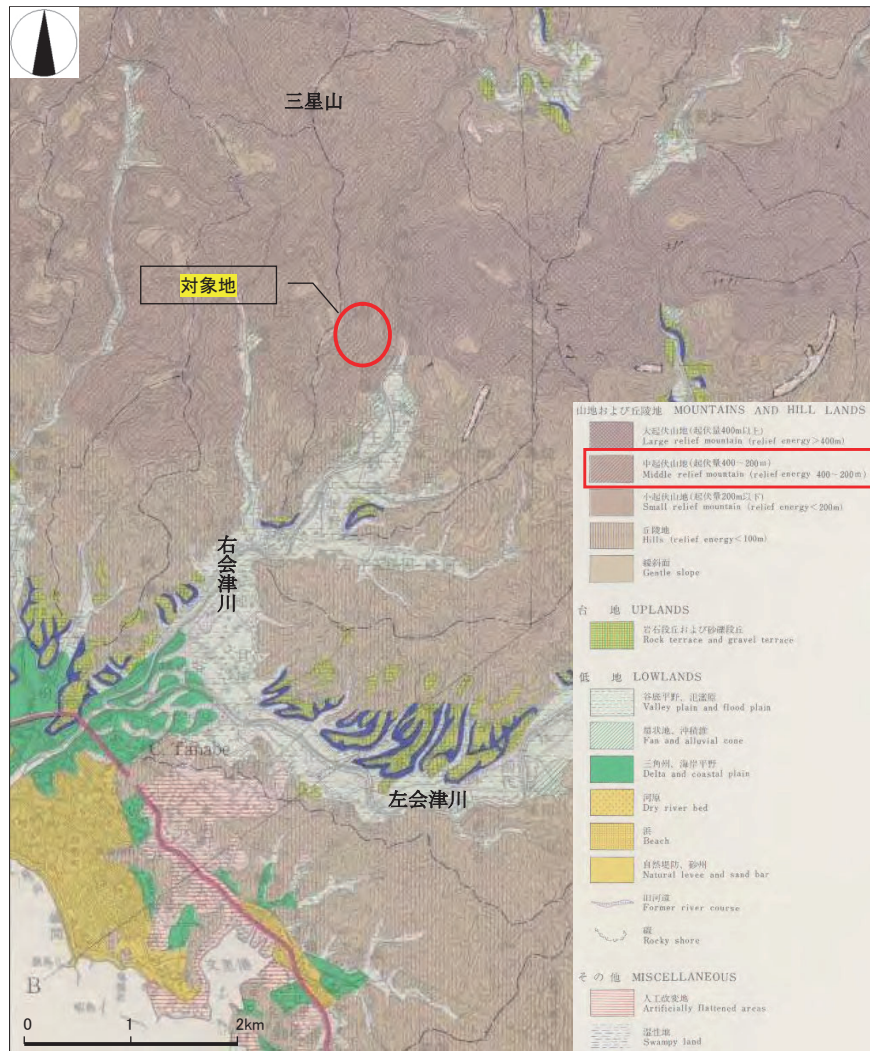 三星山
対象地
右会津川
左会津川
C. Tanabe
B
0 1 2km
山地および丘陵地 MOUNTAINS AND HILL LANDS
大起伏山地(起伏量400m以上)
Large relief mountain (relief energy>400m)
中起伏山地(起伏量400~200m)
Middle relief mountain (relief energy 400~200m)
小起伏山地(起伏量200m以下)
Small relief mountain (relief energy<200m)
丘陵地
Hills (relief energy<100m)
緩斜面
Gentle slope
台 地 UPLANDS
岩石段丘および砂礫段丘
Rock terrace and gravel terrace
低 地 LOWLANDS
谷底平野、氾濫原
Valley plain and flood plain
扇状地、沖積錐
Fan and alluvial cone
三角州、海岸平野
Delta and coastal plain
河原
Dry river bed
浜
Beach
自然堤防、砂州
Natural levee and sand bar
旧河道
Former river course
磯
Rocky shore
その他 MISCELLANEOUS
人工改変地
Artificially flattened areas
湿性地
Swampy land